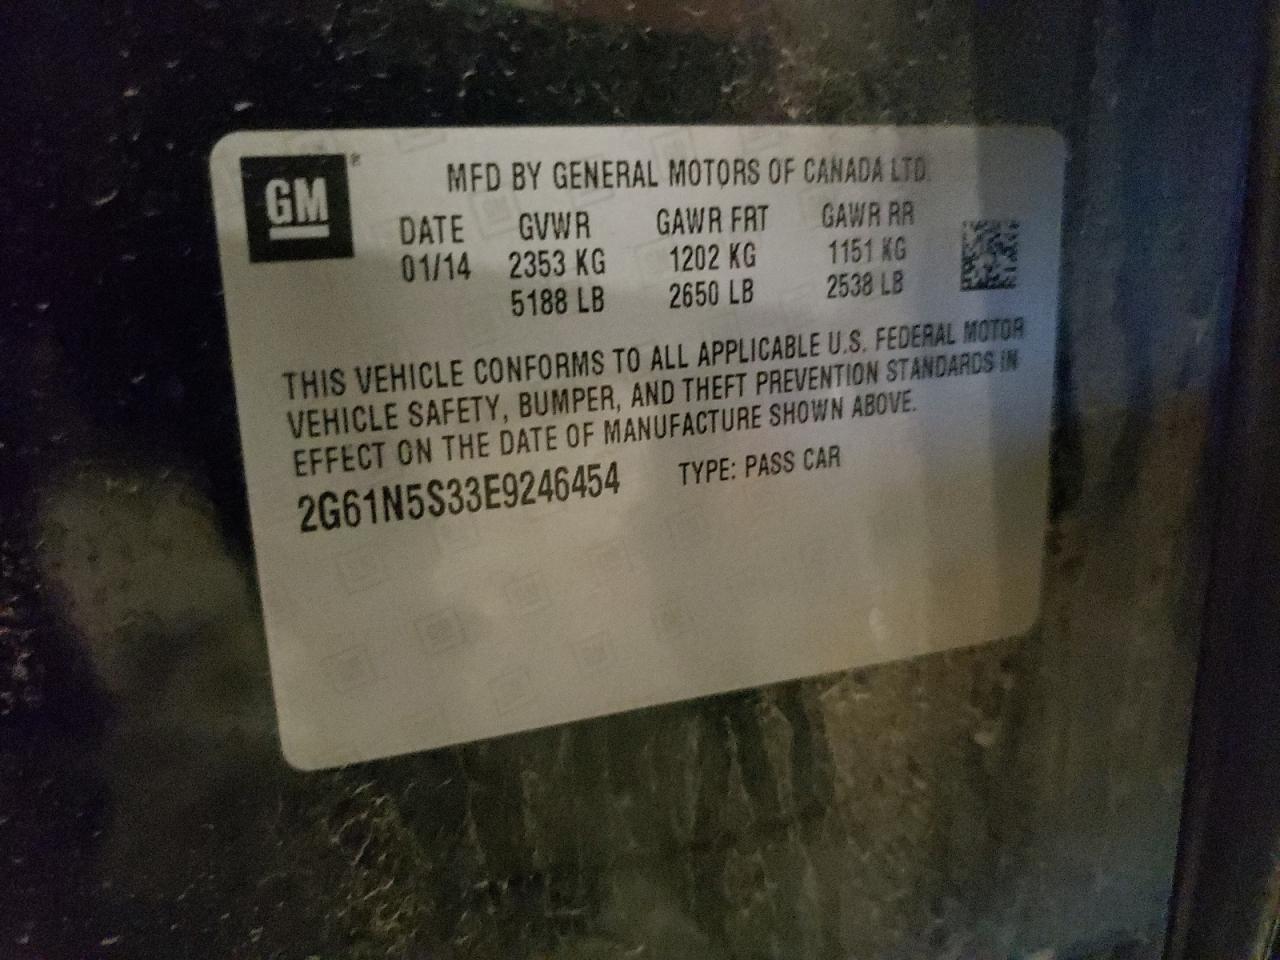 GM ®
MFD BY GENERAL MOTORS OF CANADA LTD.
DATE GVWR GAWR FRT GAWR RR
01/14 2353 KG 1202 KG 1151 KG
5188 LB 2650 LB 2538 LB
THIS VEHICLE CONFORMS TO ALL APPLICABLE U.S. FEDERAL MOTOR
VEHICLE SAFETY, BUMPER, AND THEFT PREVENTION STANDARDS IN
EFFECT ON THE DATE OF MANUFACTURE SHOWN ABOVE.
2G61N5S33E9246454 TYPE: PASS CAR